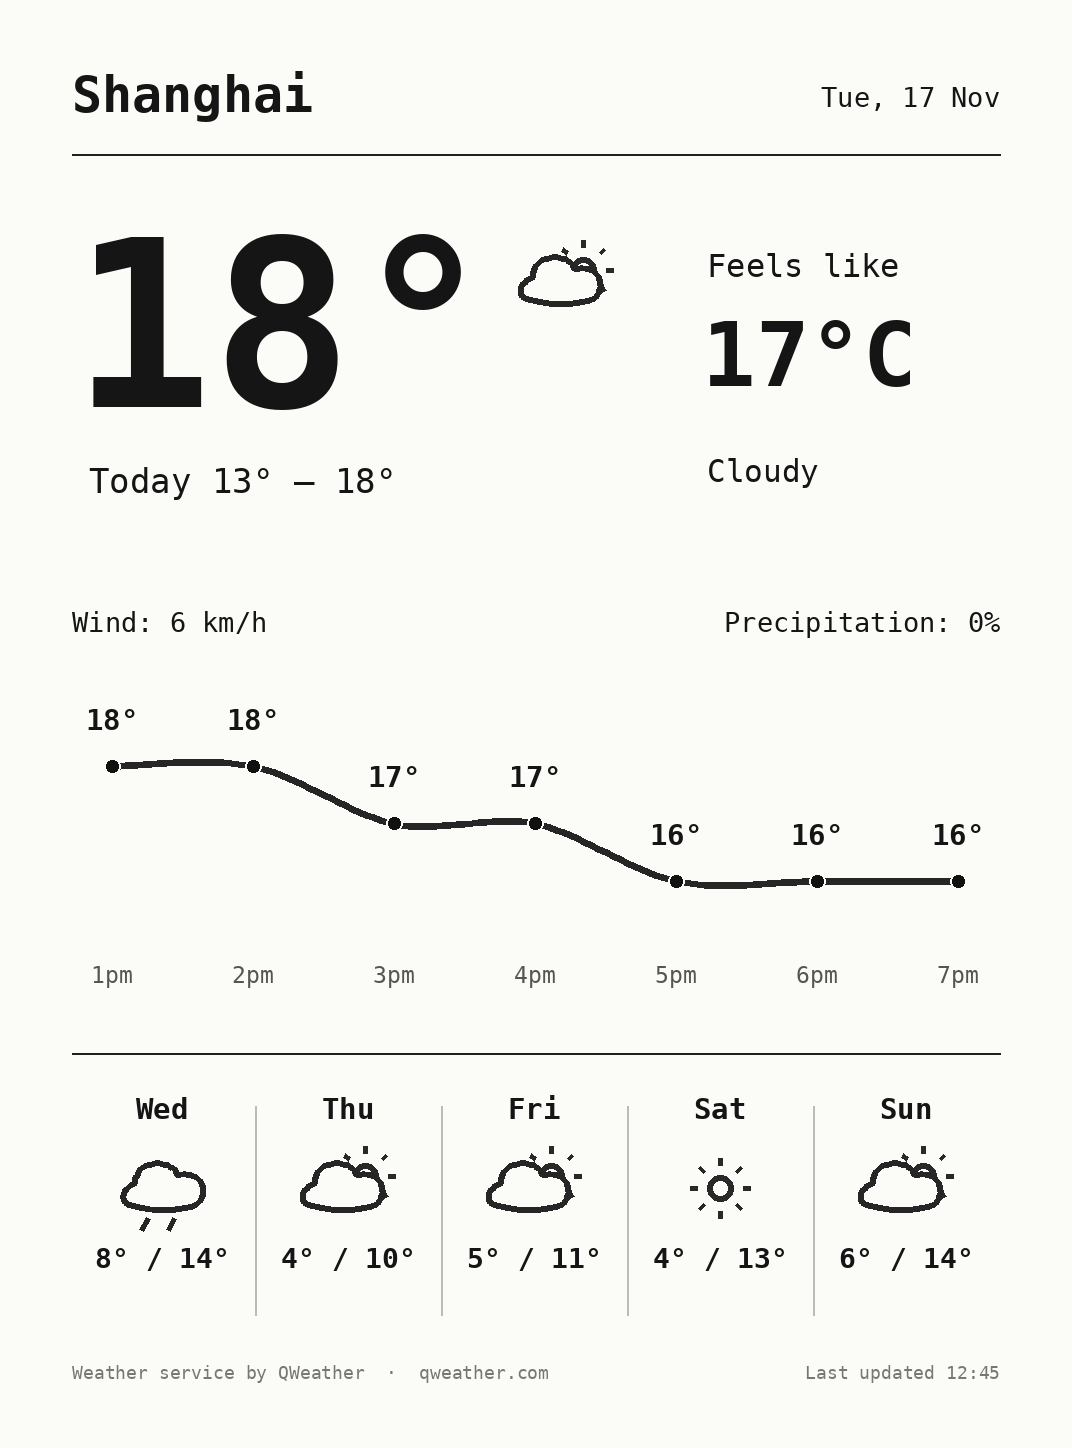 Shanghai
Tue, 17 Nov
18°
Feels like
17°C
Today 13° — 18°
Cloudy
Wind: 6 km/h
Precipitation: 0%
18° 18° 17° 17° 16° 16° 16°
1pm 2pm 3pm 4pm 5pm 6pm 7pm
Wed Thu Fri Sat Sun
8° / 14° 4° / 10° 5° / 11° 4° / 13° 6° / 14°
Weather service by QWeather · qweather.com
Last updated 12:45